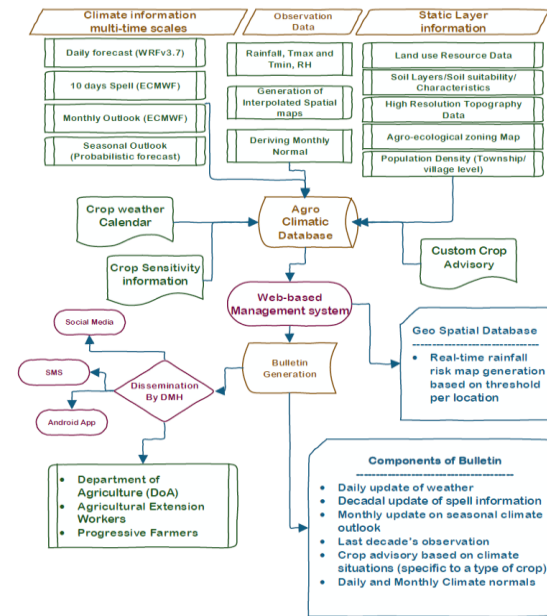 Climate information
multi-time scales
Observation
Data
Static Layer
information
Daily forecast (WRFv3.7)
10 days Spell (ECMWF)
Monthly Outlook (ECMWF)
Seasonal Outlook
(Probabilistic forecast)
Rainfall, Tmax and
Tmin, RH
Generation of
Interpolated Spatial
maps
Deriving Monthly
Normal
Land use Resource Data
Soil Layers/Soil suitability/
Characteristics
High Resolution Topography
Data
Agro-ecological zoning Map
Population Density (Township/
village level)
Crop weather
Calendar
Agro
Climatic
Database
Crop Sensitivity
information
Custom Crop
Advisory
Web-based
Management system
Social Media
SMS
Android App
Dissemination
By DMH
Bulletin
Generation
Geo Spatial Database
• Real-time rainfall
risk map generation
based on threshold
per location
• Department of
Agriculture (DoA)
• Agricultural Extension
Workers
• Progressive Farmers
Components of Bulletin
• Daily update of weather
• Decadal update of spell information
• Monthly update on seasonal climate
outlook
• Last decade's observation
• Crop advisory based on climate
situations (specific to a type of crop)
• Daily and Monthly Climate normals